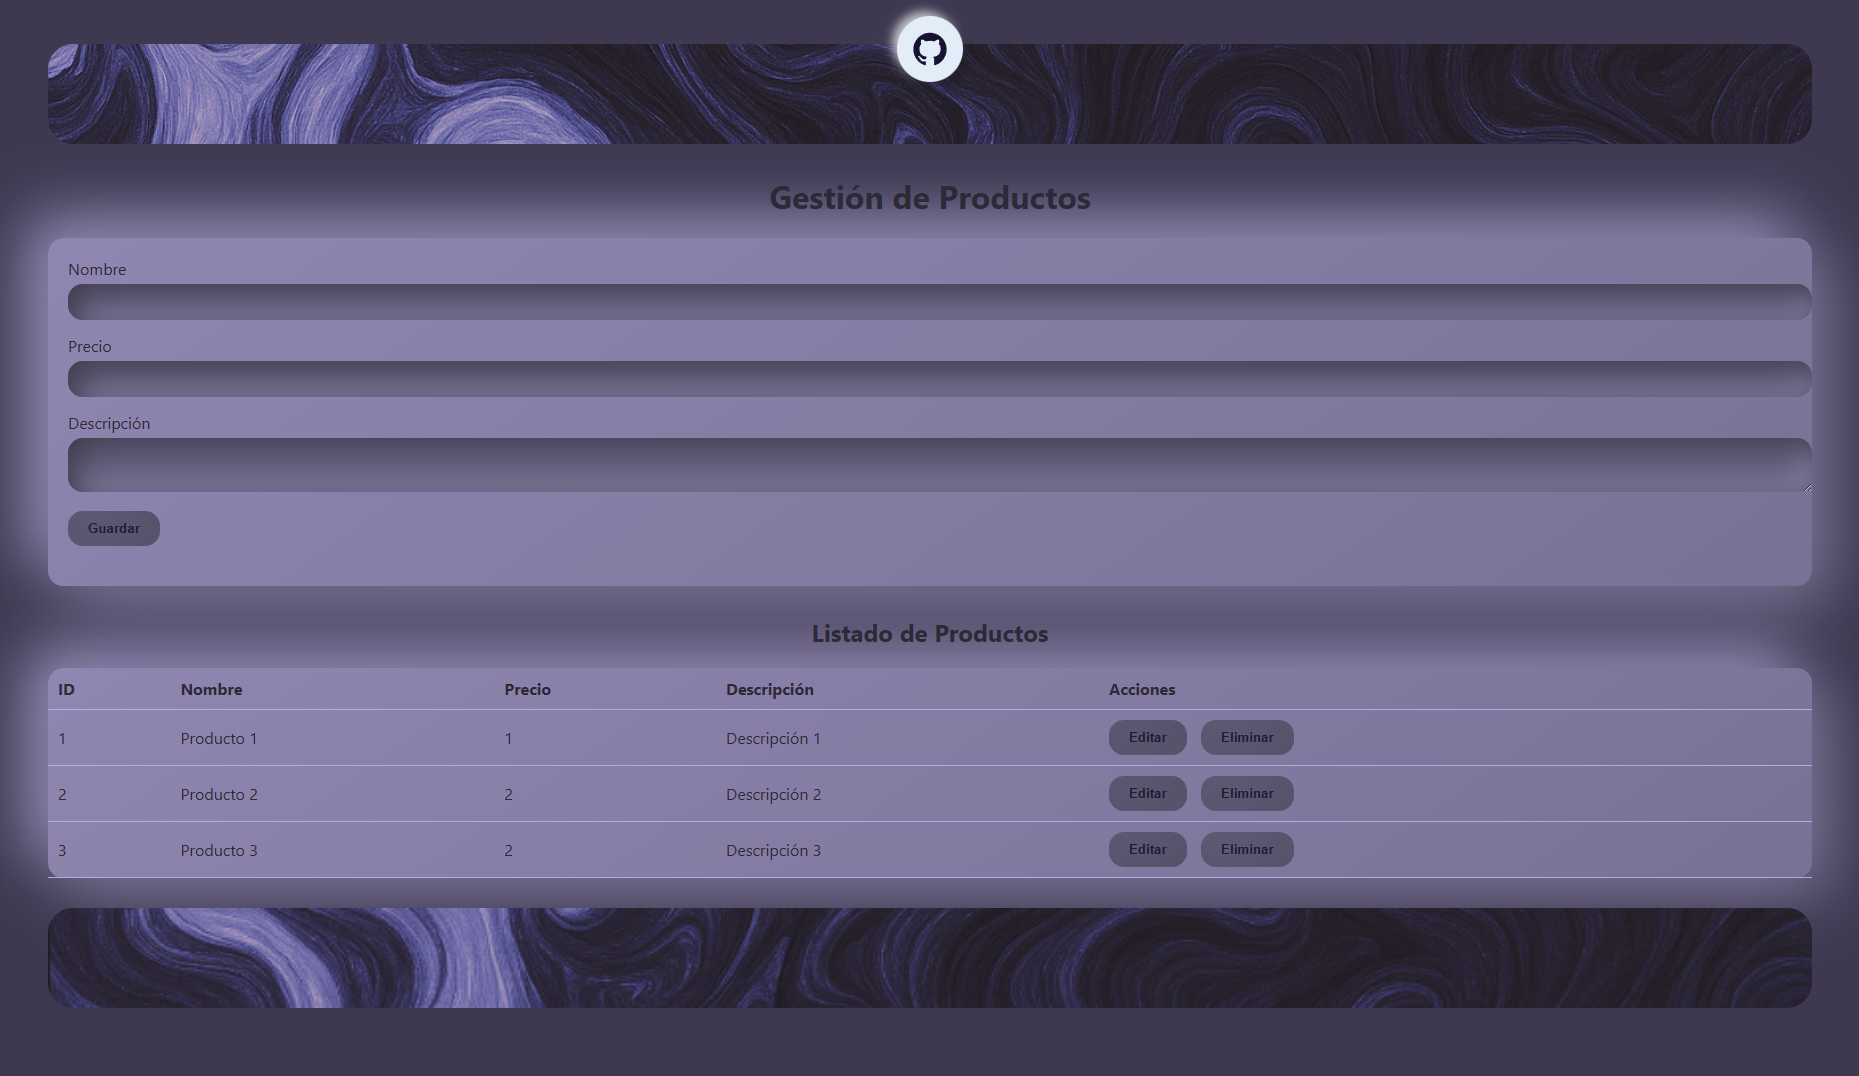 Gestión de Productos
Nombre
Precio
Descripción
Guardar
Listado de Productos
ID Nombre Precio Descripción Acciones
1 Producto 1 1 Descripción 1 Editar Eliminar
2 Producto 2 2 Descripción 2 Editar Eliminar
3 Producto 3 2 Descripción 3 Editar Eliminar